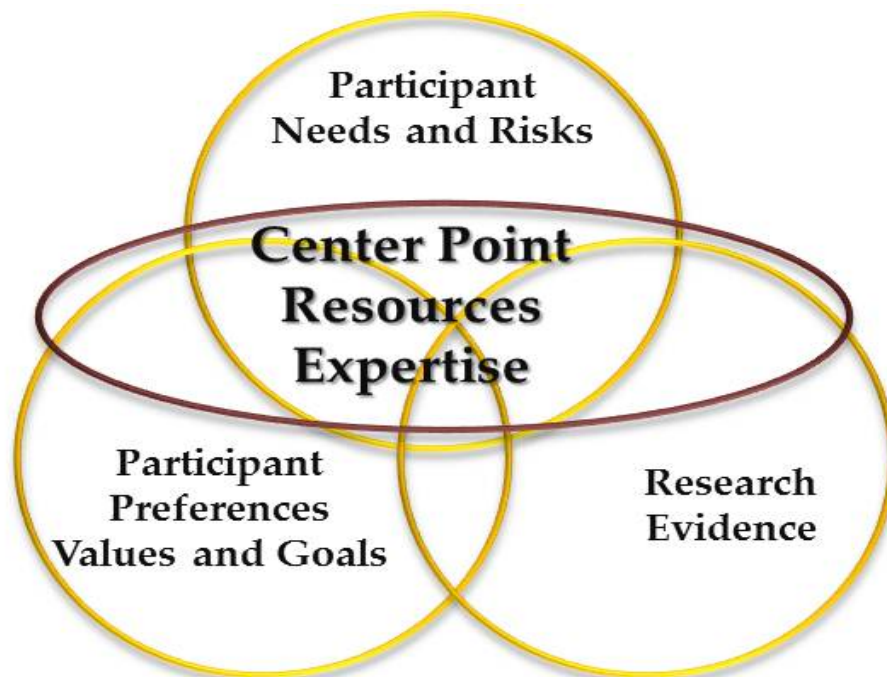 Participant
Needs and Risks
Center Point
Resources
Expertise
Participant
Preferences
Values and Goals
Research
Evidence